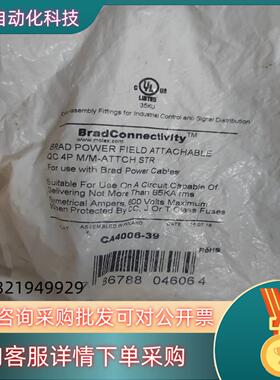 自动化科技
C UL US
LISTED
35KU
Assembly Fittings for Industrial Control and Signal Distribution
BradConnectivity™
www.molex.com
BRAD POWER FIELD ATTACHABLE
QC 4P M/M-ATTCH STR
For use with Brad Power Cables
Suitable For Use On A Circuit Capable Of
Delivering Not More Than 65KA rms
Symmetrical Amperes, 600 Volts Maximum
When Protected By CC, J Or T Class Fuses
CA4006-39
RoHS
821949929
86788 04606 4
咨询采购批发可对公开票
客服详情下单采购